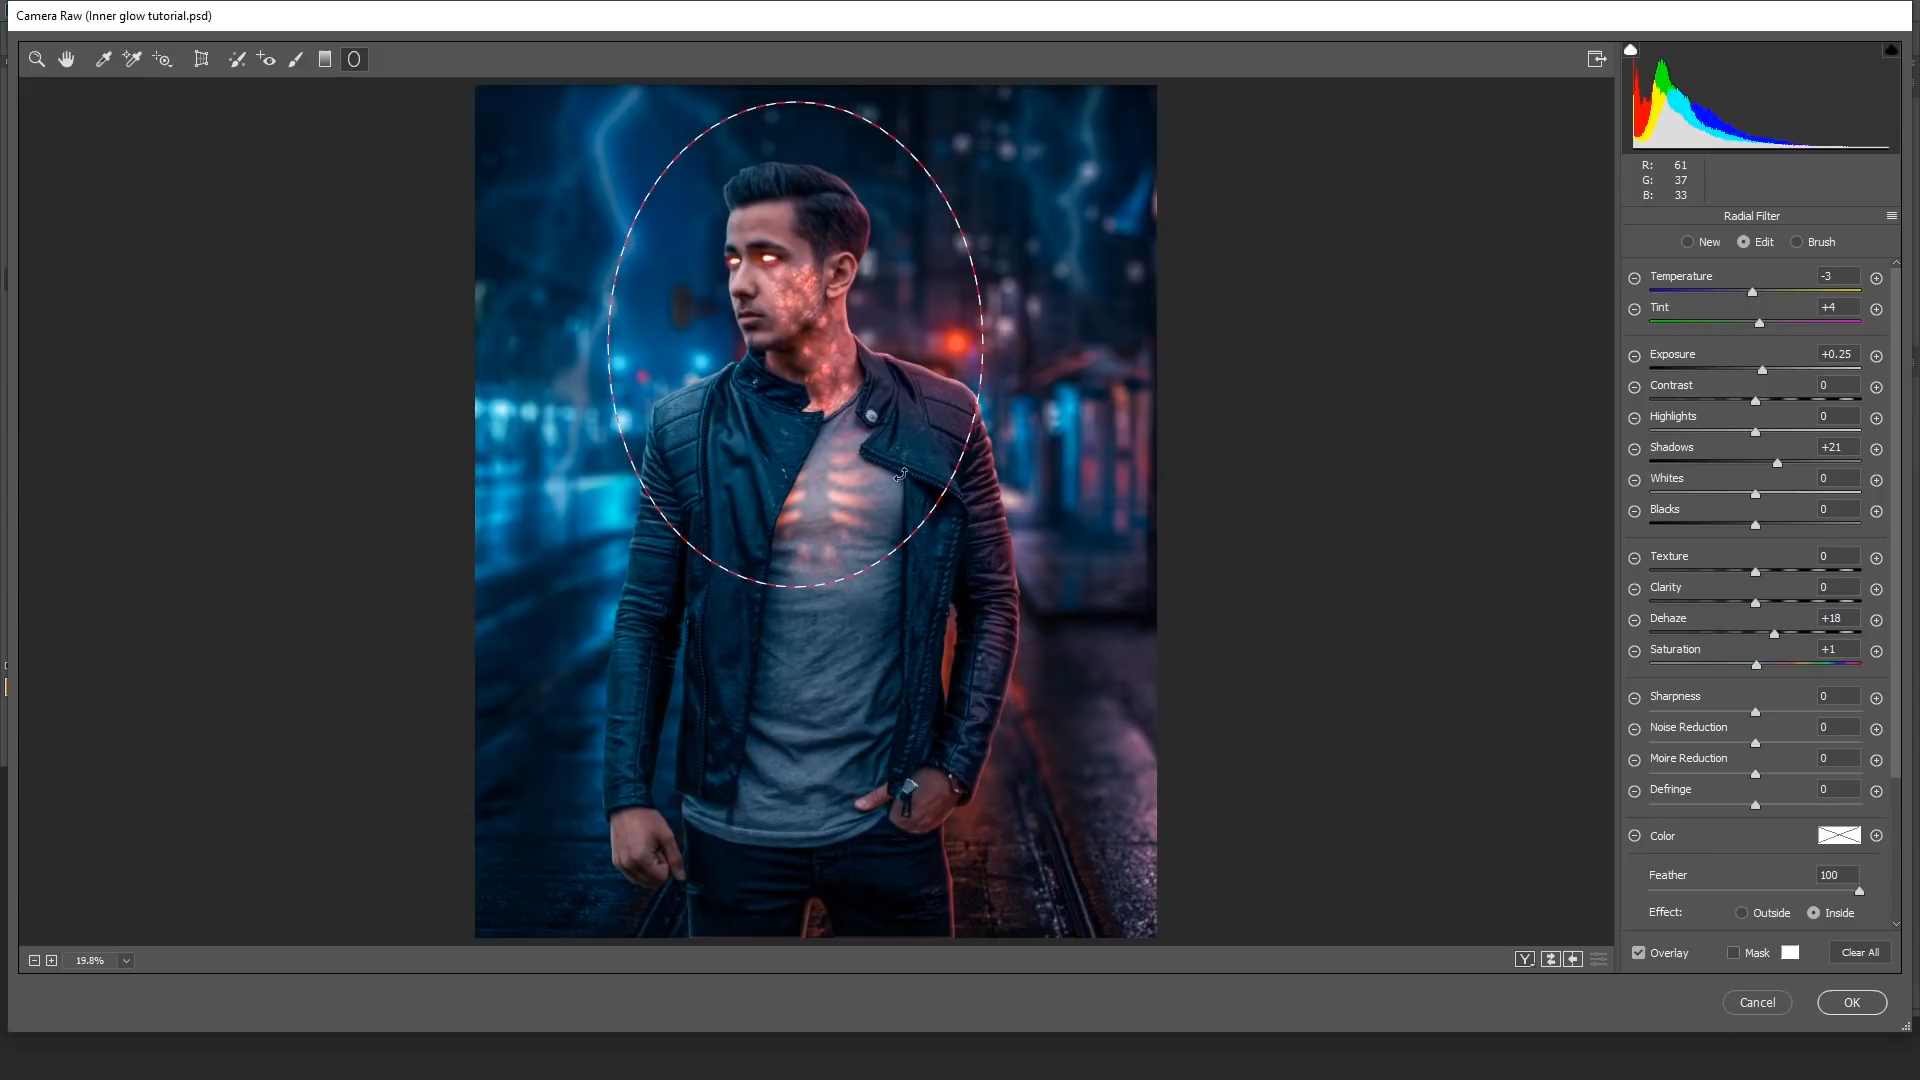 Camera Raw (Inner glow tutorial.psd)
R: 61
G: 37
B: 33
Radial Filter
New Edit Brush
Temperature -3
Tint +4
Exposure +0.25
Contrast 0
Highlights 0
Shadows +21
Whites 0
Blacks 0
Texture 0
Clarity 0
Dehaze +18
Saturation +1
Sharpness 0
Noise Reduction 0
Moire Reduction 0
Defringe 0
Color
Feather 100
Effect: Outside Inside
19.8% Y Overlay Mask Clear All
Cancel OK